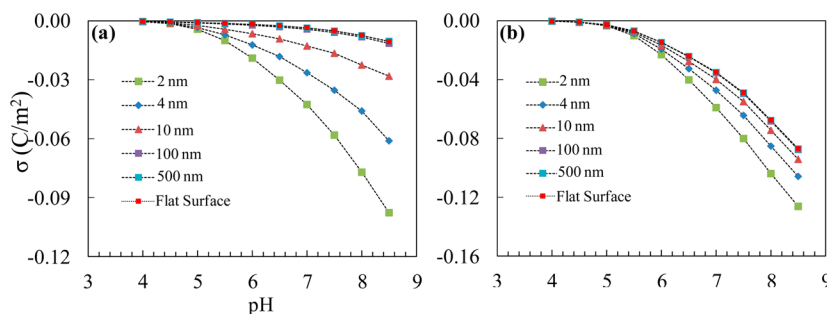 0.00
-0.03
-0.06
-0.09
-0.12
σ (C/m²)
(a)
2 nm
4 nm
10 nm
100 nm
500 nm
Flat Surface
3 4 5 6 7 8 9
pH
0.00
-0.04
-0.08
-0.12
-0.16
(b)
2 nm
4 nm
10 nm
100 nm
500 nm
Flat Surface
3 4 5 6 7 8 9